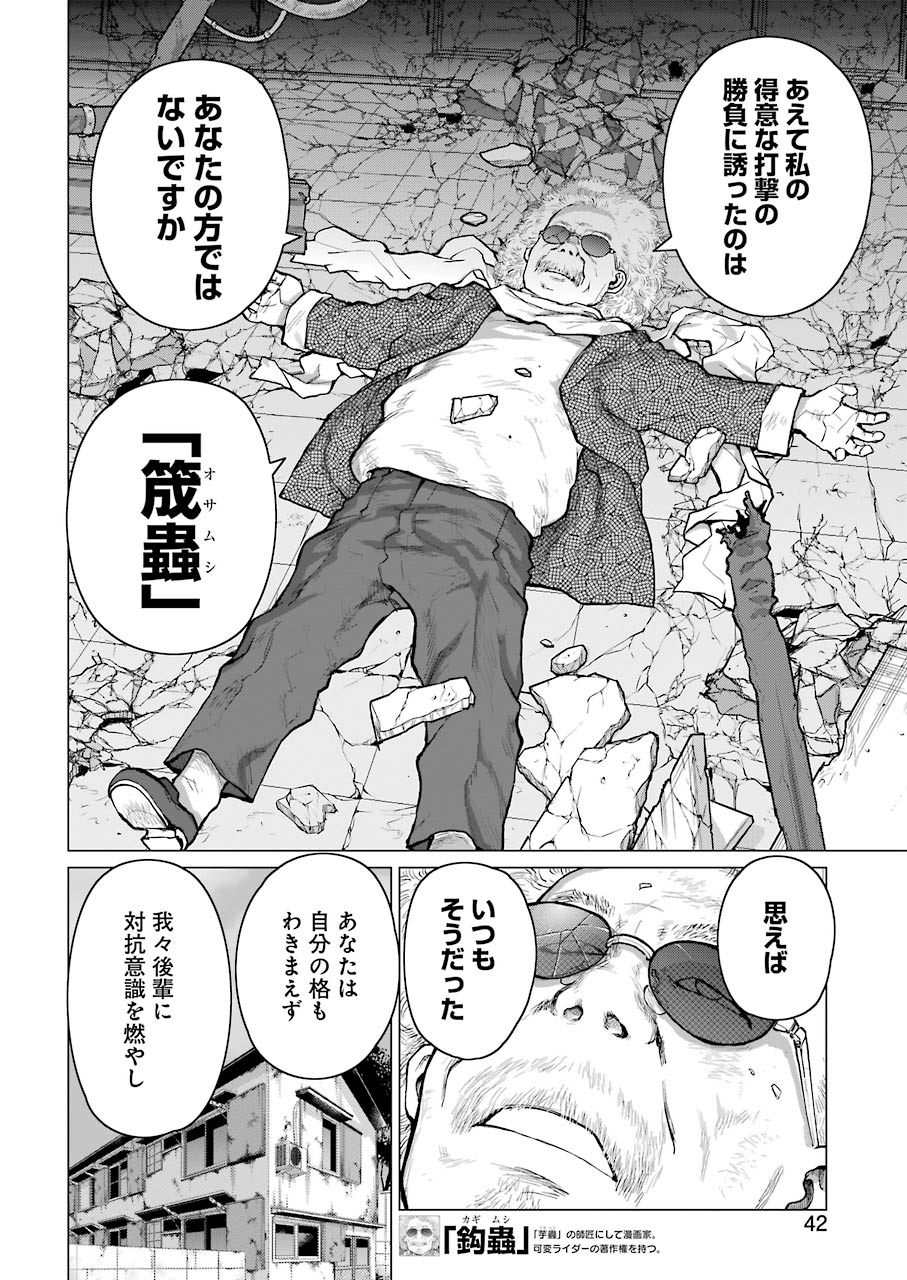 あえて私の
得意な打撃の
勝負に誘ったのは
あなたの方では
ないですか
「筬蟲」
オサムシ
思えば
いつも
そうだった
あなたは
自分の格も
わきまえず
我々後輩に
対抗意識を燃やし
カギムシ
「鈎蟲」
「芋蟲」の師匠にして漫画家。
可変ライダーの著作権を持つ。
42